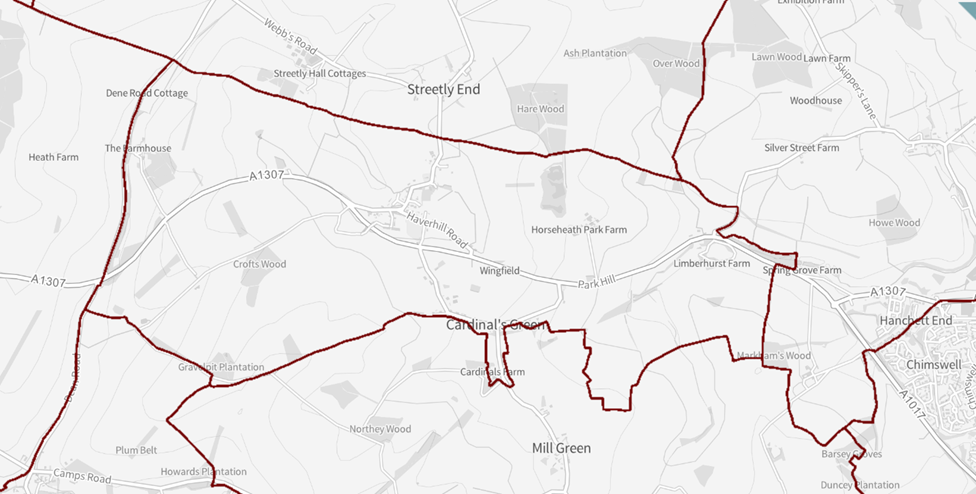 Exhibition Farm
Webb's Road
Ash Plantation
Over Wood
Lawn Wood
Lawn Farm
Streetly Hall Cottages
Skipper's Lane
Dene Road Cottage
Streetly End
Hare Wood
Woodhouse
The Farmhouse
Silver Street Farm
Heath Farm
A1307
Haverhill Road
Howe Wood
Horseheath Park Farm
Crofts Wood
Wingfield
Limberhurst Farm
Spring Grove Farm
A1307
Park Hill
A1307
Cardinal's Green
Hanchett End
Markham's Wood
Gravelpit Plantation
Cardinals Farm
Chimswell
A1017
Northey Wood
Mill Green
Plum Belt
Barsey Groves
Howards Plantation
Camps Road
Duncey Plantation